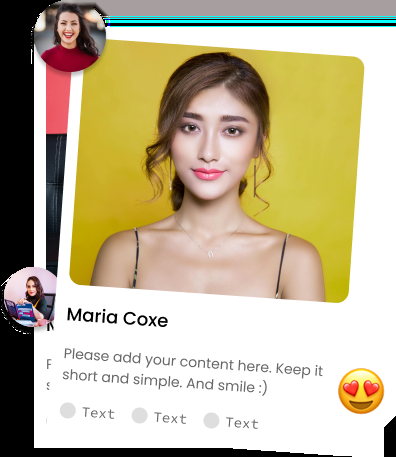 Maria Coxe
Please add your content here. Keep it
short and simple. And smile :)
Text Text Text